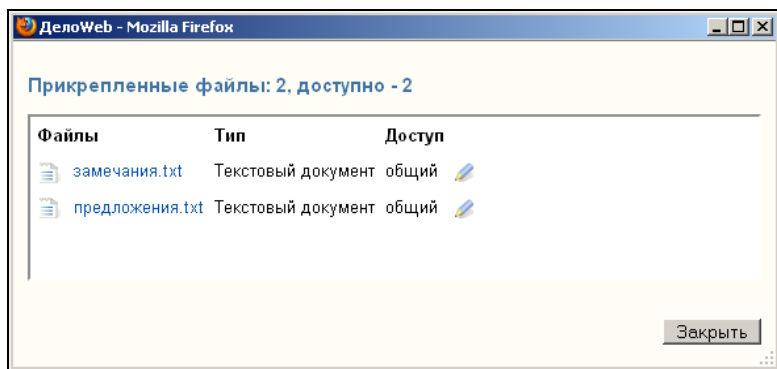 ДелоWeb - Mozilla Firefox
Прикрепленные файлы: 2, доступно - 2
Файлы Тип Доступ
замечания.txt Текстовый документ общий
предложения.txt Текстовый документ общий
Закрыть